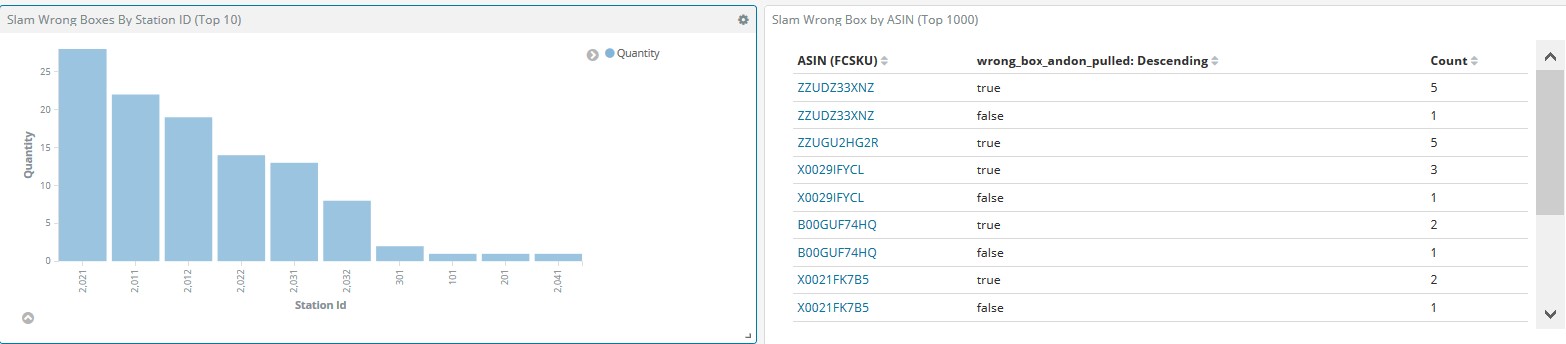 Slam Wrong Boxes By Station ID (Top 10)
Quantity
25
20
15
10
5
0
Quantity
2,021
2,011
2,012
2,022
2,031
2,032
301
101
201
2,041
Station Id
Slam Wrong Box by ASIN (Top 1000)
ASIN (FCSKU) wrong_box_andon_pulled: Descending Count
ZZUDZ33XNZ true 5
ZZUDZ33XNZ false 1
ZZUGU2HG2R true 5
X0029IFYCL true 3
X0029IFYCL false 1
B00GUF74HQ true 2
B00GUF74HQ false 1
X0021FK7B5 true 2
X0021FK7B5 false 1